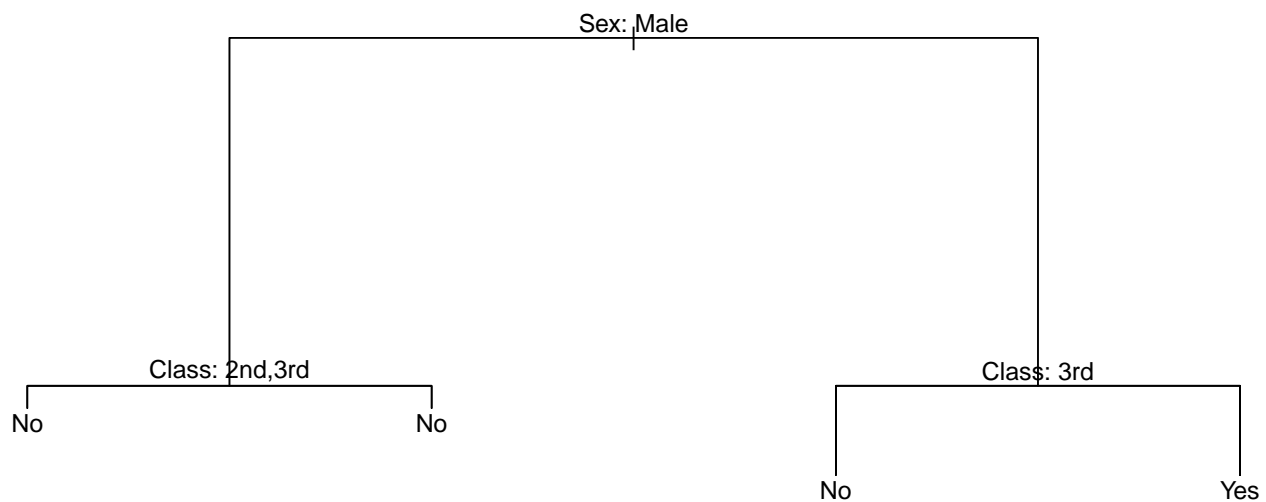 Sex: Male
Class: 2nd,3rd
Class: 3rd
No
No
No
Yes